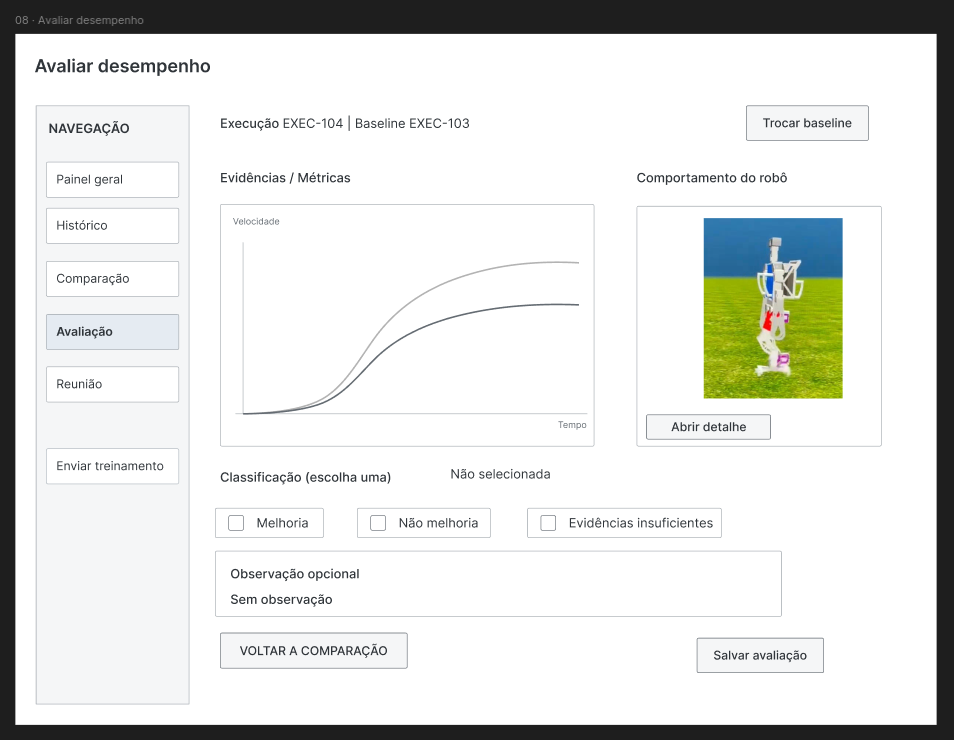 08 · Avaliar desempenho
Avaliar desempenho
NAVEGAÇÃO
Painel geral
Histórico
Comparação
Avaliação
Reunião
Enviar treinamento
Execução EXEC-104 | Baseline EXEC-103
Trocar baseline
Evidências / Métricas
Velocidade
Tempo
Comportamento do robô
Abrir detalhe
Classificação (escolha uma)
Não selecionada
Melhoria
Não melhoria
Evidências insuficientes
Observação opcional
Sem observação
VOLTAR A COMPARAÇÃO
Salvar avaliação